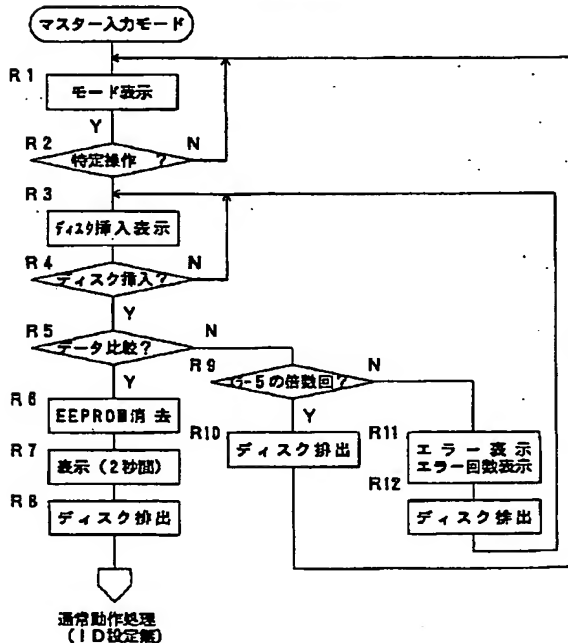 マスター入力モード
R1
モード表示
Y
N
R2
特定操作 ?
R3
ディスク挿入表示
R4
N
ディスク挿入?
Y
R5
N
データ比較?
R9
N
Y
エラー5の倍数回?
R6
EEPROM消去
Y
R10
ディスク排出
R11
エラー表示
エラー回数表示
R7
表示(2秒間)
R12
ディスク排出
R8
ディスク排出
通常動作処理
(ID設定無)